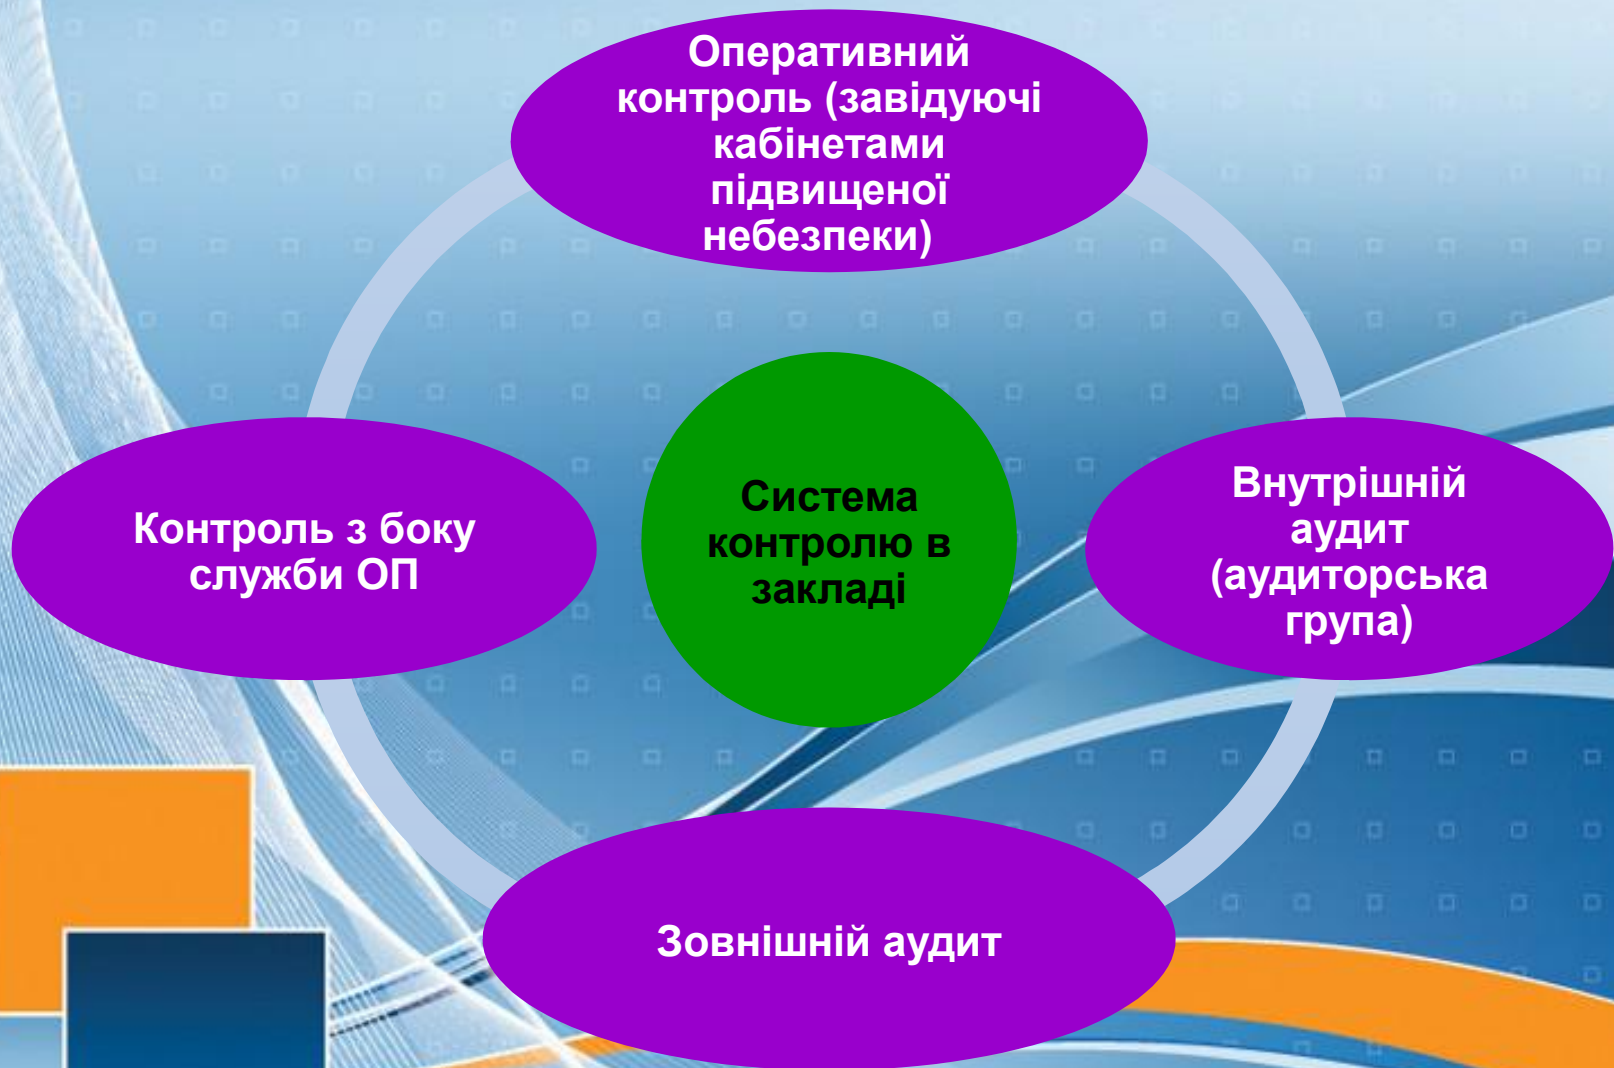 Оперативний
контроль (завідуючі
кабінетами
підвищеної
небезпеки)
Контроль з боку
служби ОП
Система
контролю в
закладі
Внутрішній
аудит
(аудиторська
група)
Зовнішній аудит